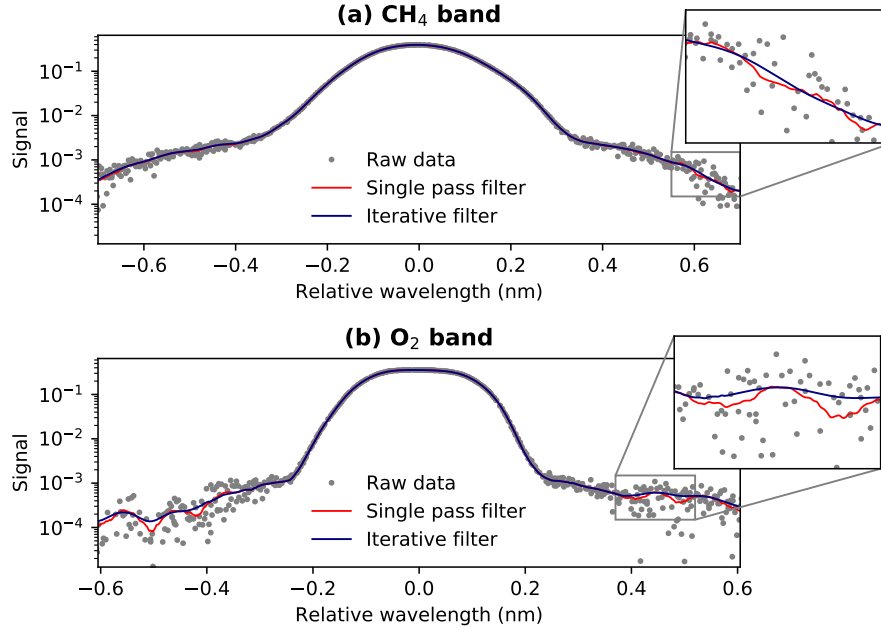 (a) CH₄ band
Signal
10⁻¹
10⁻²
10⁻³
10⁻⁴
Raw data
Single pass filter
Iterative filter
−0.6 −0.4 −0.2 0.0 0.2 0.4 0.6
Relative wavelength (nm)
(b) O₂ band
Signal
10⁻¹
10⁻²
10⁻³
10⁻⁴
Raw data
Single pass filter
Iterative filter
−0.6 −0.4 −0.2 0.0 0.2 0.4 0.6
Relative wavelength (nm)